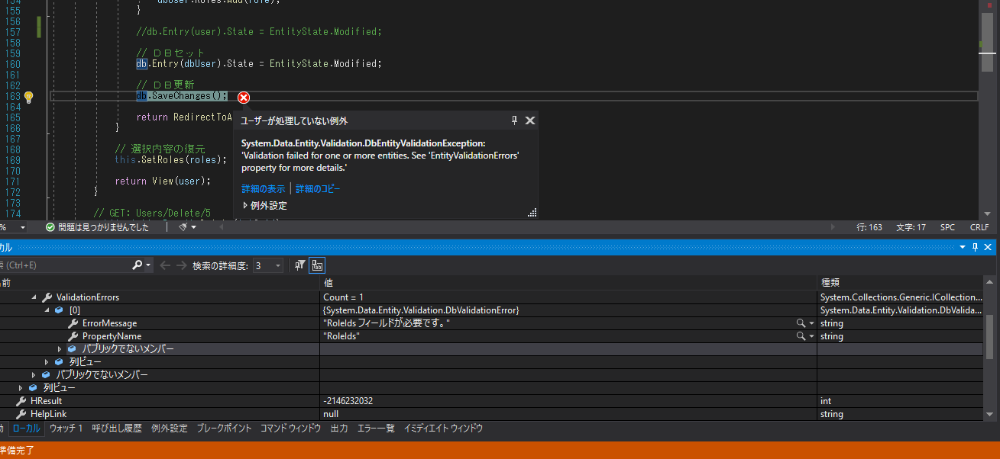 154 dbUser.Roles.Add(role);
155 }
156
157 //db.Entry(user).State = EntityState.Modified;
158
159 // ＤＢセット
160 db.Entry(dbUser).State = EntityState.Modified;
161
162 // ＤＢ更新
163 db.SaveChanges();
164
165 return RedirectToA
166 }
167
168 // 選択内容の復元
169 this.SetRoles(roles);
170
171 return View(user);
172 }
173
174 // GET: Users/Delete/5
ユーザーが処理していない例外
System.Data.Entity.Validation.DbEntityValidationException:
'Validation failed for one or more entities. See 'EntityValidationErrors'
property for more details.'
詳細の表示 | 詳細のコピー
例外設定
% 問題は見つかりませんでした 行: 163 文字: 17 SPC CRLF
カル
索 (Ctrl+E) 検索の詳細度: 3
名前 値 種類
ValidationErrors Count = 1 System.Collections.Generic.ICollection...
[0] {System.Data.Entity.Validation.DbValidationError} System.Data.Entity.Validation.DbValida...
ErrorMessage "RoleIds フィールドが必要です。" string
PropertyName "RoleIds" string
パブリックでないメンバー
列ビュー
パブリックでないメンバー
列ビュー
HResult -2146232032 int
HelpLink null string
動 ローカル ウォッチ 1 呼び出し履歴 例外設定 ブレークポイント コマンド ウィンドウ 出力 エラー一覧 イミディエイト ウィンドウ
準備完了